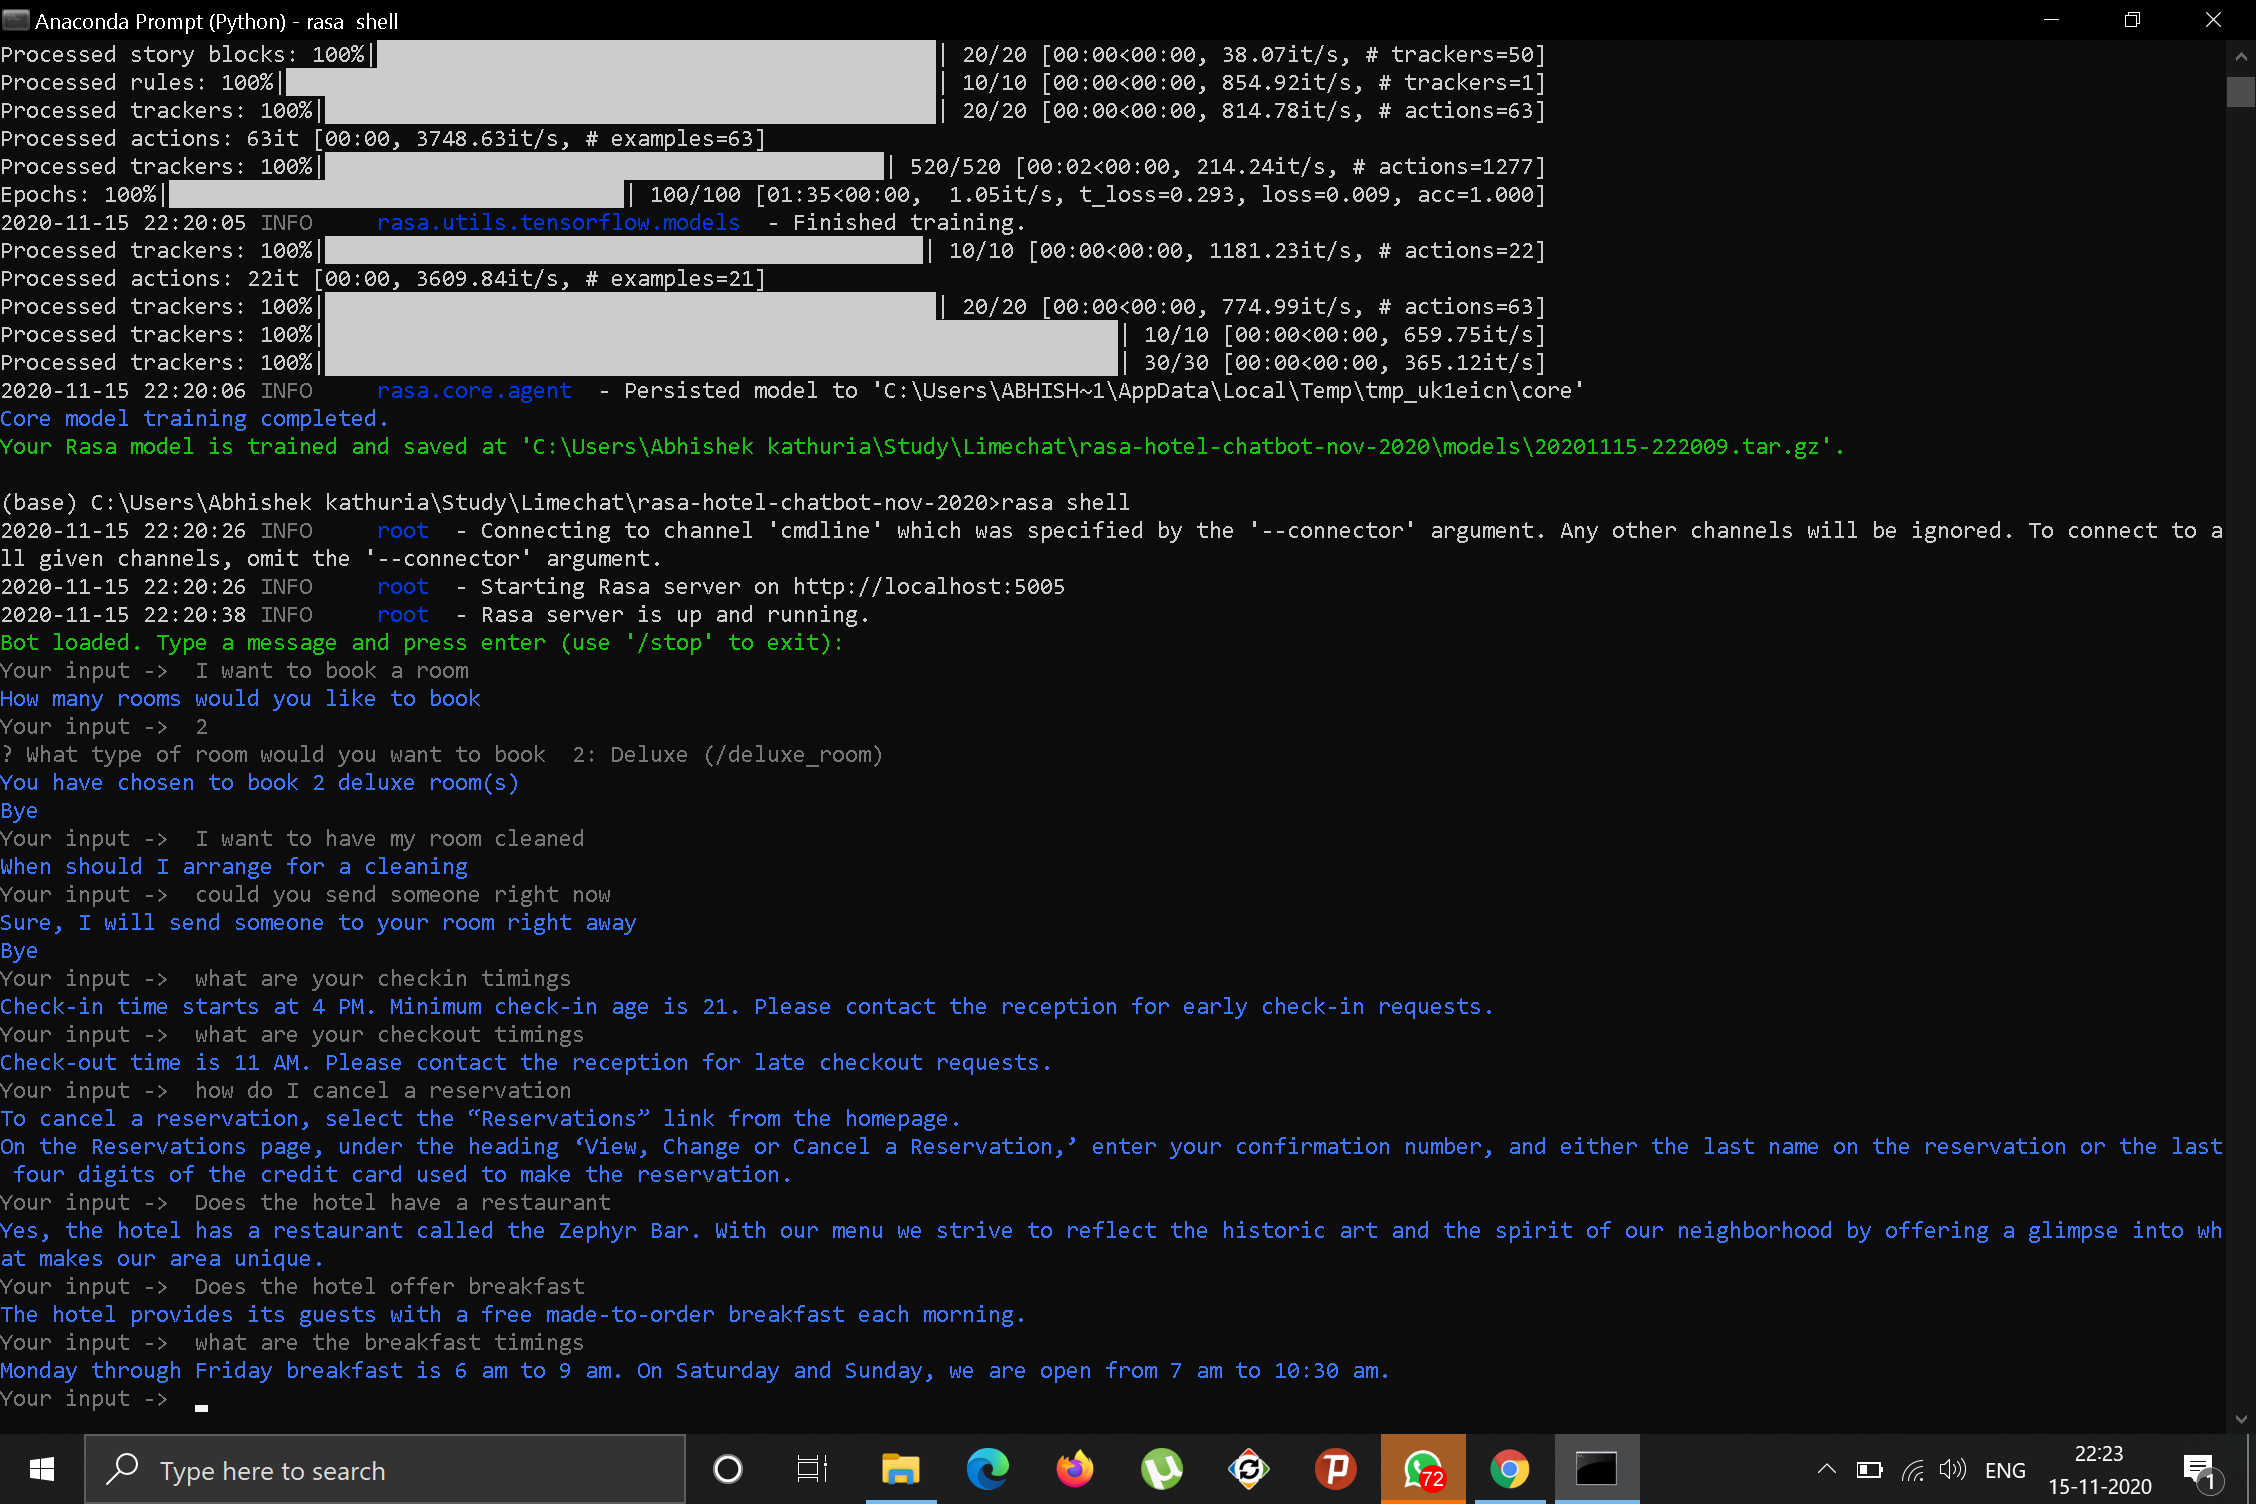 Anaconda Prompt (Python) - rasa  shell
Processed story blocks: 100%| | 20/20 [00:00<00:00, 38.07it/s, # trackers=50]
Processed rules: 100%| | 10/10 [00:00<00:00, 854.92it/s, # trackers=1]
Processed trackers: 100%| | 20/20 [00:00<00:00, 814.78it/s, # actions=63]
Processed actions: 63it [00:00, 3748.63it/s, # examples=63]
Processed trackers: 100%| | 520/520 [00:02<00:00, 214.24it/s, # actions=1277]
Epochs: 100%| | 100/100 [01:35<00:00,  1.05it/s, t_loss=0.293, loss=0.009, acc=1.000]
2020-11-15 22:20:05 INFO     rasa.utils.tensorflow.models  - Finished training.
Processed trackers: 100%| | 10/10 [00:00<00:00, 1181.23it/s, # actions=22]
Processed actions: 22it [00:00, 3609.84it/s, # examples=21]
Processed trackers: 100%| | 20/20 [00:00<00:00, 774.99it/s, # actions=63]
Processed trackers: 100%| | 10/10 [00:00<00:00, 659.75it/s]
Processed trackers: 100%| | 30/30 [00:00<00:00, 365.12it/s]
2020-11-15 22:20:06 INFO     rasa.core.agent  - Persisted model to 'C:\Users\ABHISH~1\AppData\Local\Temp\tmp_uk1eicn\core'
Core model training completed.
Your Rasa model is trained and saved at 'C:\Users\Abhishek kathuria\Study\Limechat\rasa-hotel-chatbot-nov-2020\models\20201115-222009.tar.gz'.
(base) C:\Users\Abhishek kathuria\Study\Limechat\rasa-hotel-chatbot-nov-2020>rasa shell
2020-11-15 22:20:26 INFO     root  - Connecting to channel 'cmdline' which was specified by the '--connector' argument. Any other channels will be ignored. To connect to a
ll given channels, omit the '--connector' argument.
2020-11-15 22:20:26 INFO     root  - Starting Rasa server on http://localhost:5005
2020-11-15 22:20:38 INFO     root  - Rasa server is up and running.
Bot loaded. Type a message and press enter (use '/stop' to exit):
Your input ->  I want to book a room
How many rooms would you like to book
Your input ->  2
? What type of room would you want to book  2: Deluxe (/deluxe_room)
You have chosen to book 2 deluxe room(s)
Bye
Your input ->  I want to have my room cleaned
When should I arrange for a cleaning
Your input ->  could you send someone right now
Sure, I will send someone to your room right away
Bye
Your input ->  what are your checkin timings
Check-in time starts at 4 PM. Minimum check-in age is 21. Please contact the reception for early check-in requests.
Your input ->  what are your checkout timings
Check-out time is 11 AM. Please contact the reception for late checkout requests.
Your input ->  how do I cancel a reservation
To cancel a reservation, select the “Reservations” link from the homepage.
On the Reservations page, under the heading ‘View, Change or Cancel a Reservation,’ enter your confirmation number, and either the last name on the reservation or the last
 four digits of the credit card used to make the reservation.
Your input ->  Does the hotel have a restaurant
Yes, the hotel has a restaurant called the Zephyr Bar. With our menu we strive to reflect the historic art and the spirit of our neighborhood by offering a glimpse into wh
at makes our area unique.
Your input ->  Does the hotel offer breakfast
The hotel provides its guests with a free made-to-order breakfast each morning.
Your input ->  what are the breakfast timings
Monday through Friday breakfast is 6 am to 9 am. On Saturday and Sunday, we are open from 7 am to 10:30 am.
Your input ->
Type here to search
72
ENG
22:23
15-11-2020
1